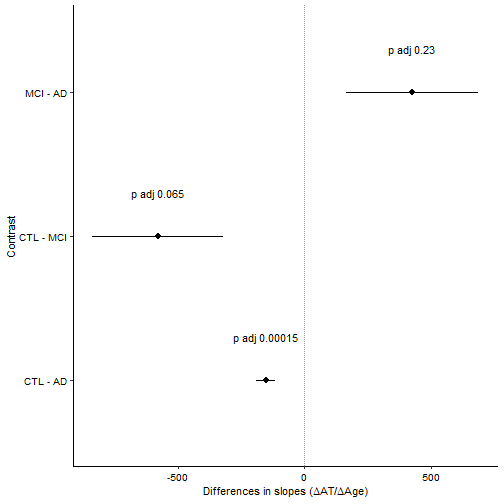 p adj 0.23
MCI - AD
p adj 0.065
Contrast
CTL - MCI
p adj 0.00015
CTL - AD
-500
0
500
Differences in slopes (ΔAT/ΔAge)